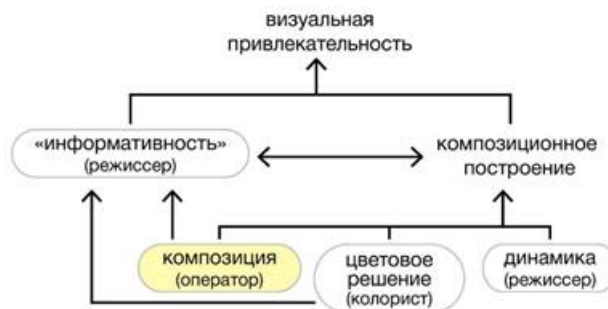 визуальная
привлекательность
«информативность»
(режиссер)
композиционное
построение
композиция
(оператор)
цветовое
решение
(колорист)
динамика
(режиссер)